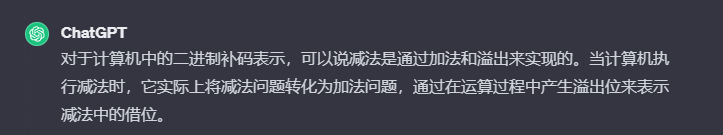 ChatGPT
对于计算机中的二进制补码表示，可以说减法是通过加法和溢出来实现的。当计算机执
行减法时，它实际上将减法问题转化为加法问题，通过在运算过程中产生溢出位来表示
减法中的借位。